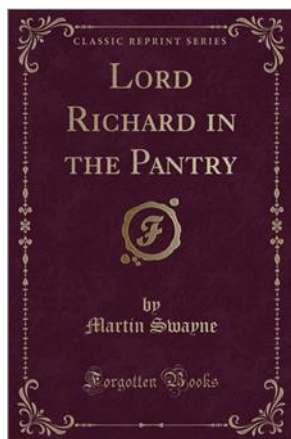 CLASSIC REPRINT SERIES
LORD
RICHARD IN
THE PANTRY
F
by
Martin Swayne
Forgotten Books